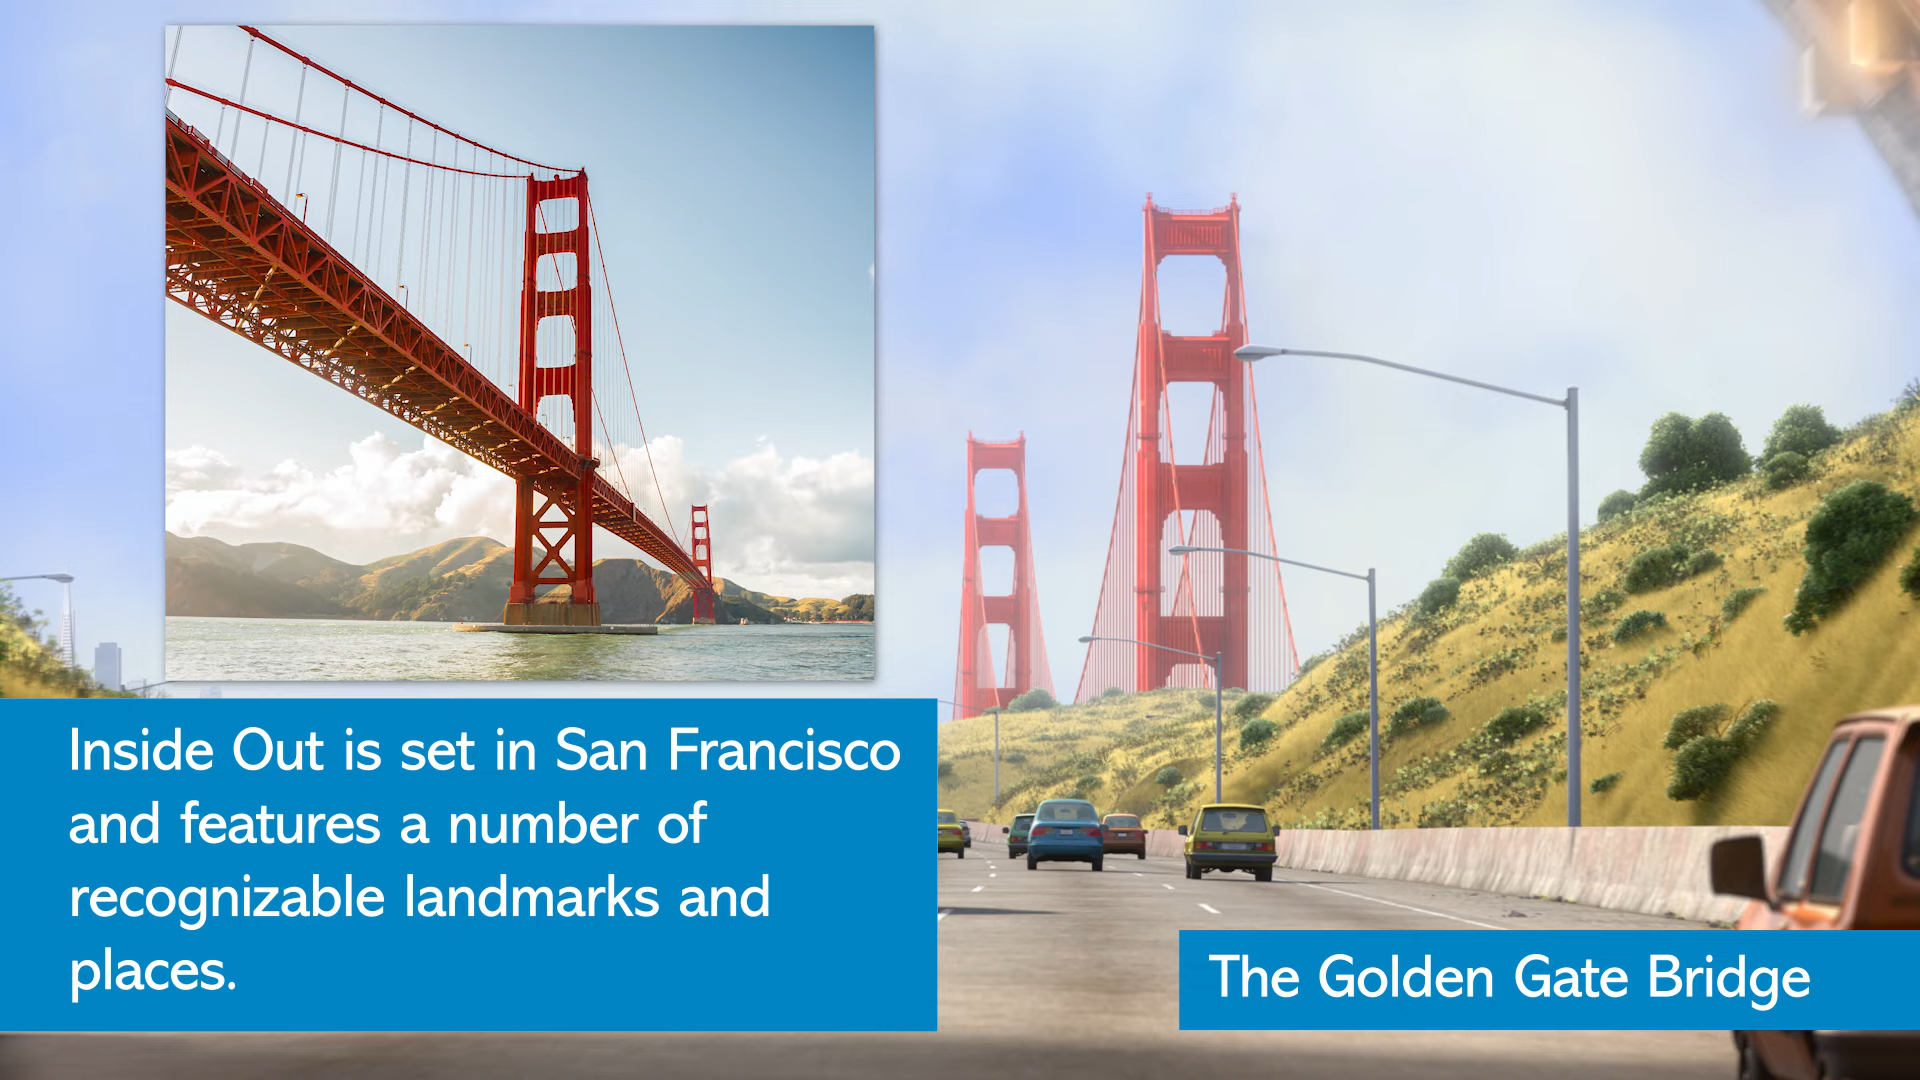 Inside Out is set in San Francisco
and features a number of
recognizable landmarks and
places.
The Golden Gate Bridge